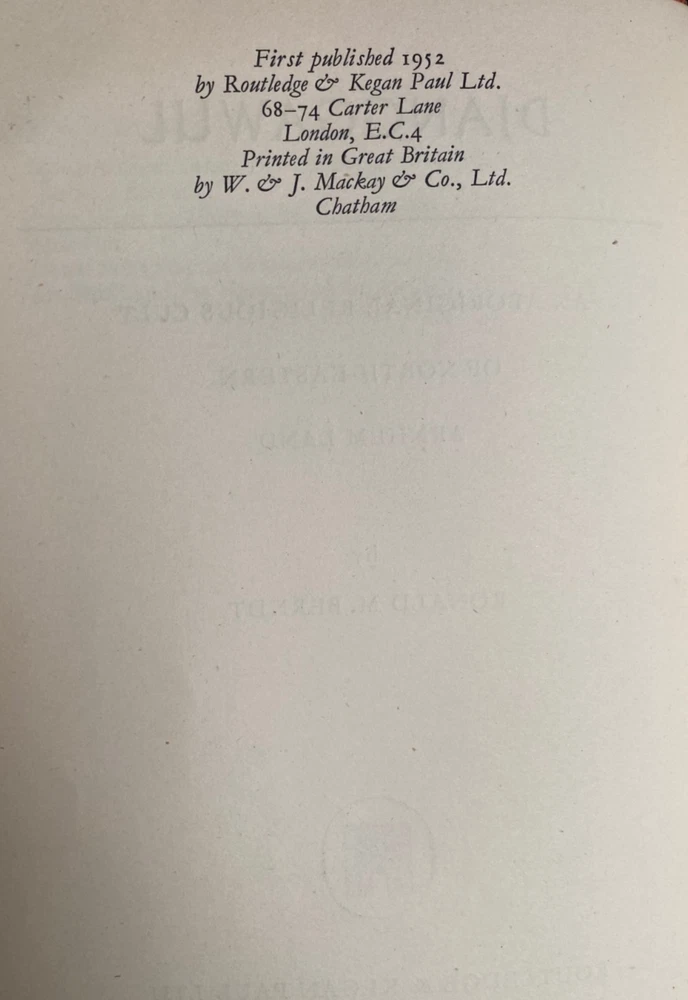 First published 1952
by Routledge & Kegan Paul Ltd.
68–74 Carter Lane
London, E.C.4
Printed in Great Britain
by W. & J. Mackay & Co., Ltd.
Chatham